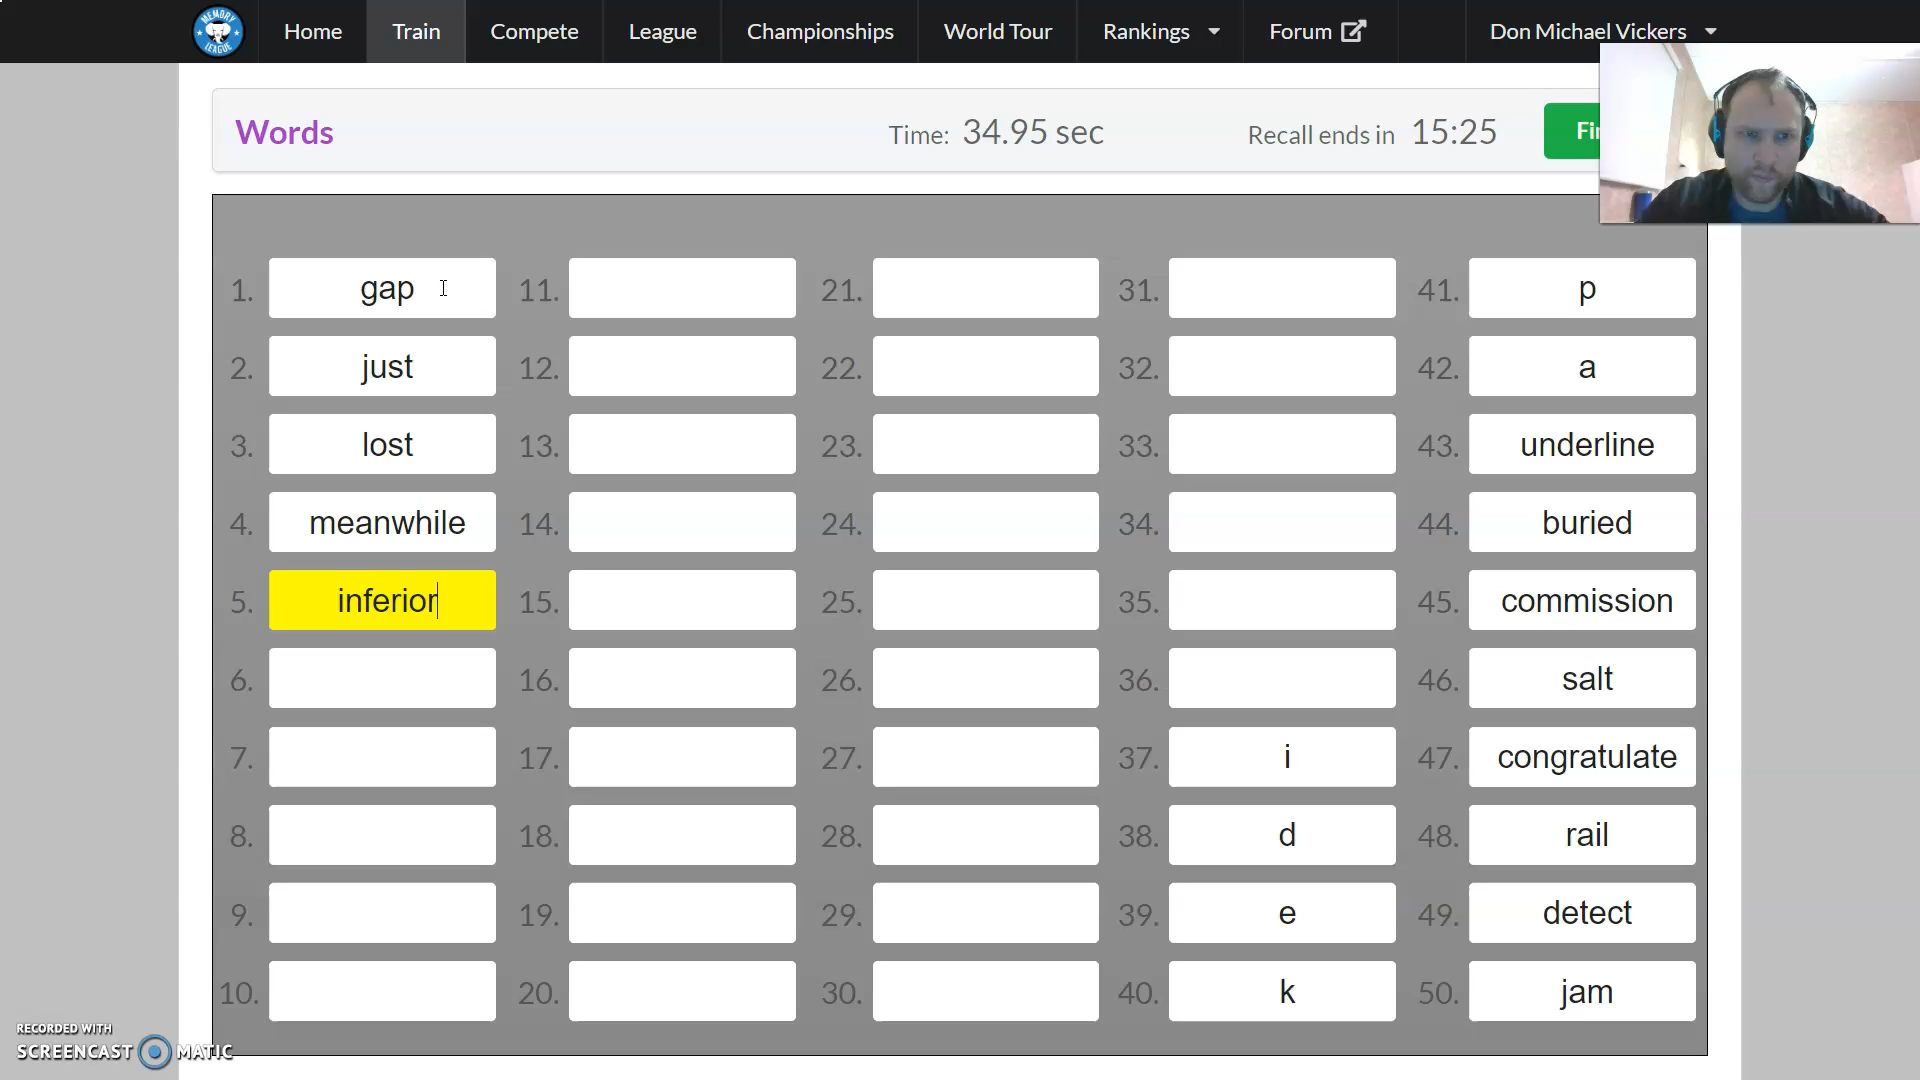 MEMORY LEAGUE
Home Train Compete League Championships World Tour Rankings Forum Don Michael Vickers
Words Time: 34.95 sec Recall ends in 15:25 Fi
1. gap 11. 21. 31. 41. p
2. just 12. 22. 32. 42. a
3. lost 13. 23. 33. 43. underline
4. meanwhile 14. 24. 34. 44. buried
5. inferior 15. 25. 35. 45. commission
6. 16. 26. 36. 46. salt
7. 17. 27. 37. i 47. congratulate
8. 18. 28. 38. d 48. rail
9. 19. 29. 39. e 49. detect
10. 20. 30. 40. k 50. jam
RECORDED WITH
SCREENCAST MATIC